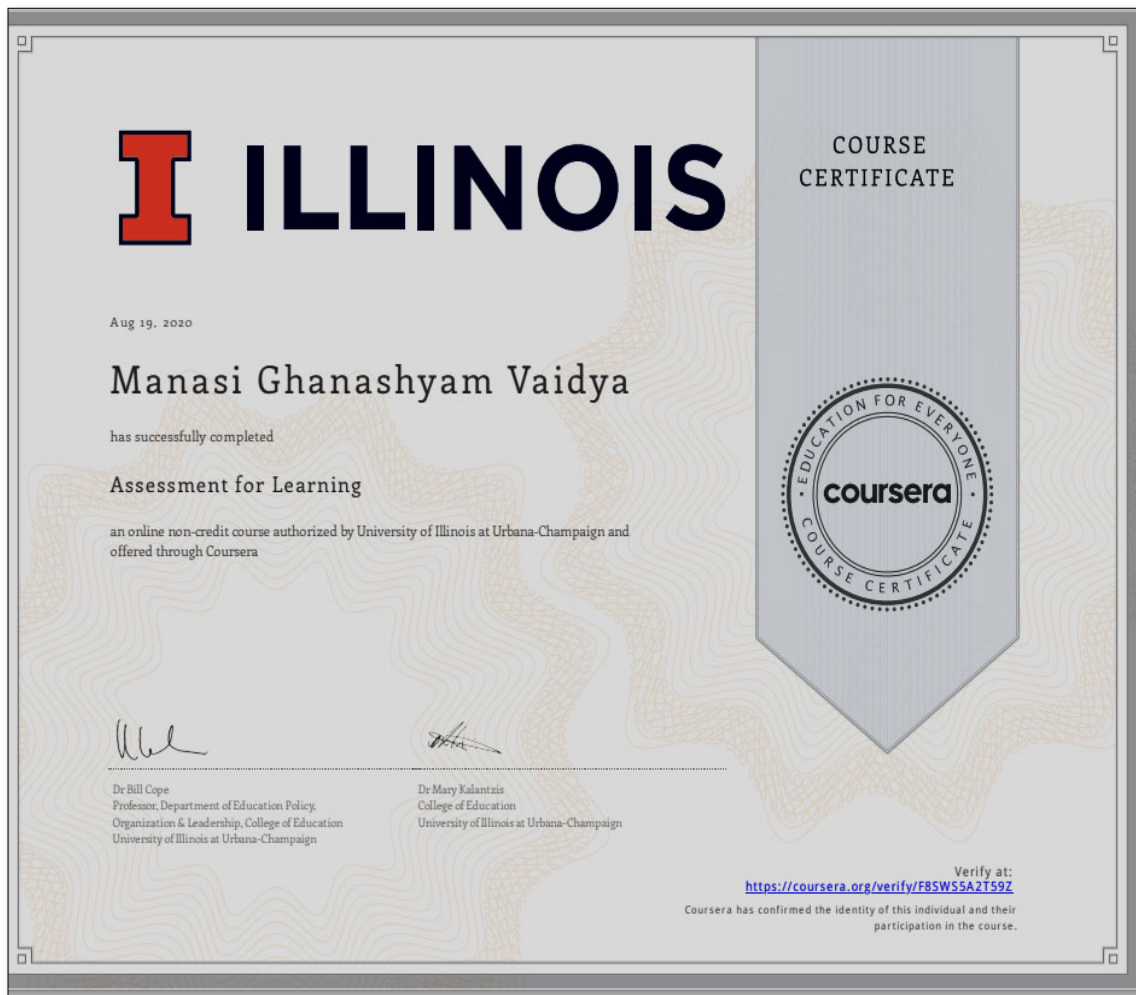 ILLINOIS
COURSE
CERTIFICATE
Aug 19, 2020
Manasi Ghanashyam Vaidya
has successfully completed
Assessment for Learning
an online non-credit course authorized by University of Illinois at Urbana-Champaign and
offered through Coursera
EDUCATION FOR EVERYONE
coursera
COURSE CERTIFICATE
Dr Bill Cope
Professor, Department of Education Policy,
Organization & Leadership, College of Education
University of Illinois at Urbana-Champaign
Dr Mary Kalantzis
College of Education
University of Illinois at Urbana-Champaign
Verify at:
https://coursera.org/verify/F8SWS5A2T59Z
Coursera has confirmed the identity of this individual and their
participation in the course.